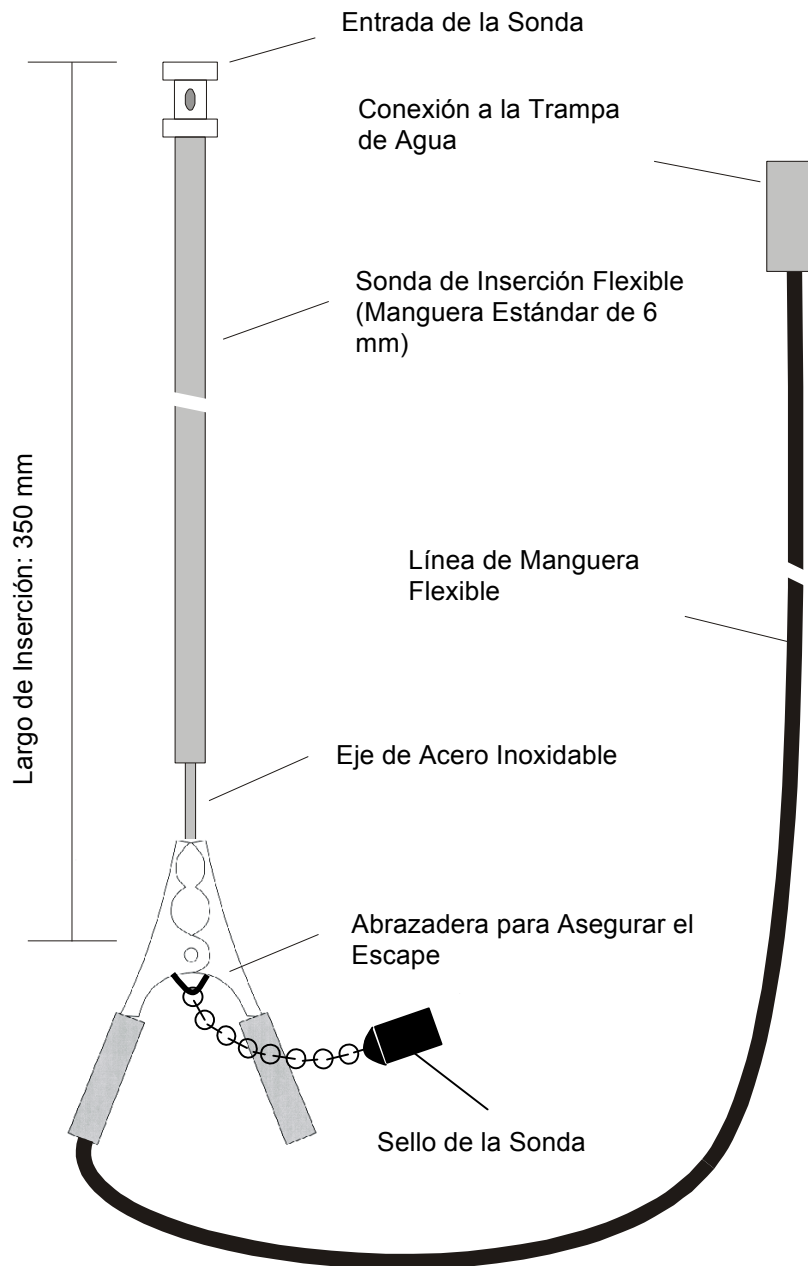 Entrada de la Sonda
Conexión a la Trampa
de Agua
Sonda de Inserción Flexible
(Manguera Estándar de 6
mm)
Largo de Inserción: 350 mm
Línea de Manguera
Flexible
Eje de Acero Inoxidable
Abrazadera para Asegurar el
Escape
Sello de la Sonda